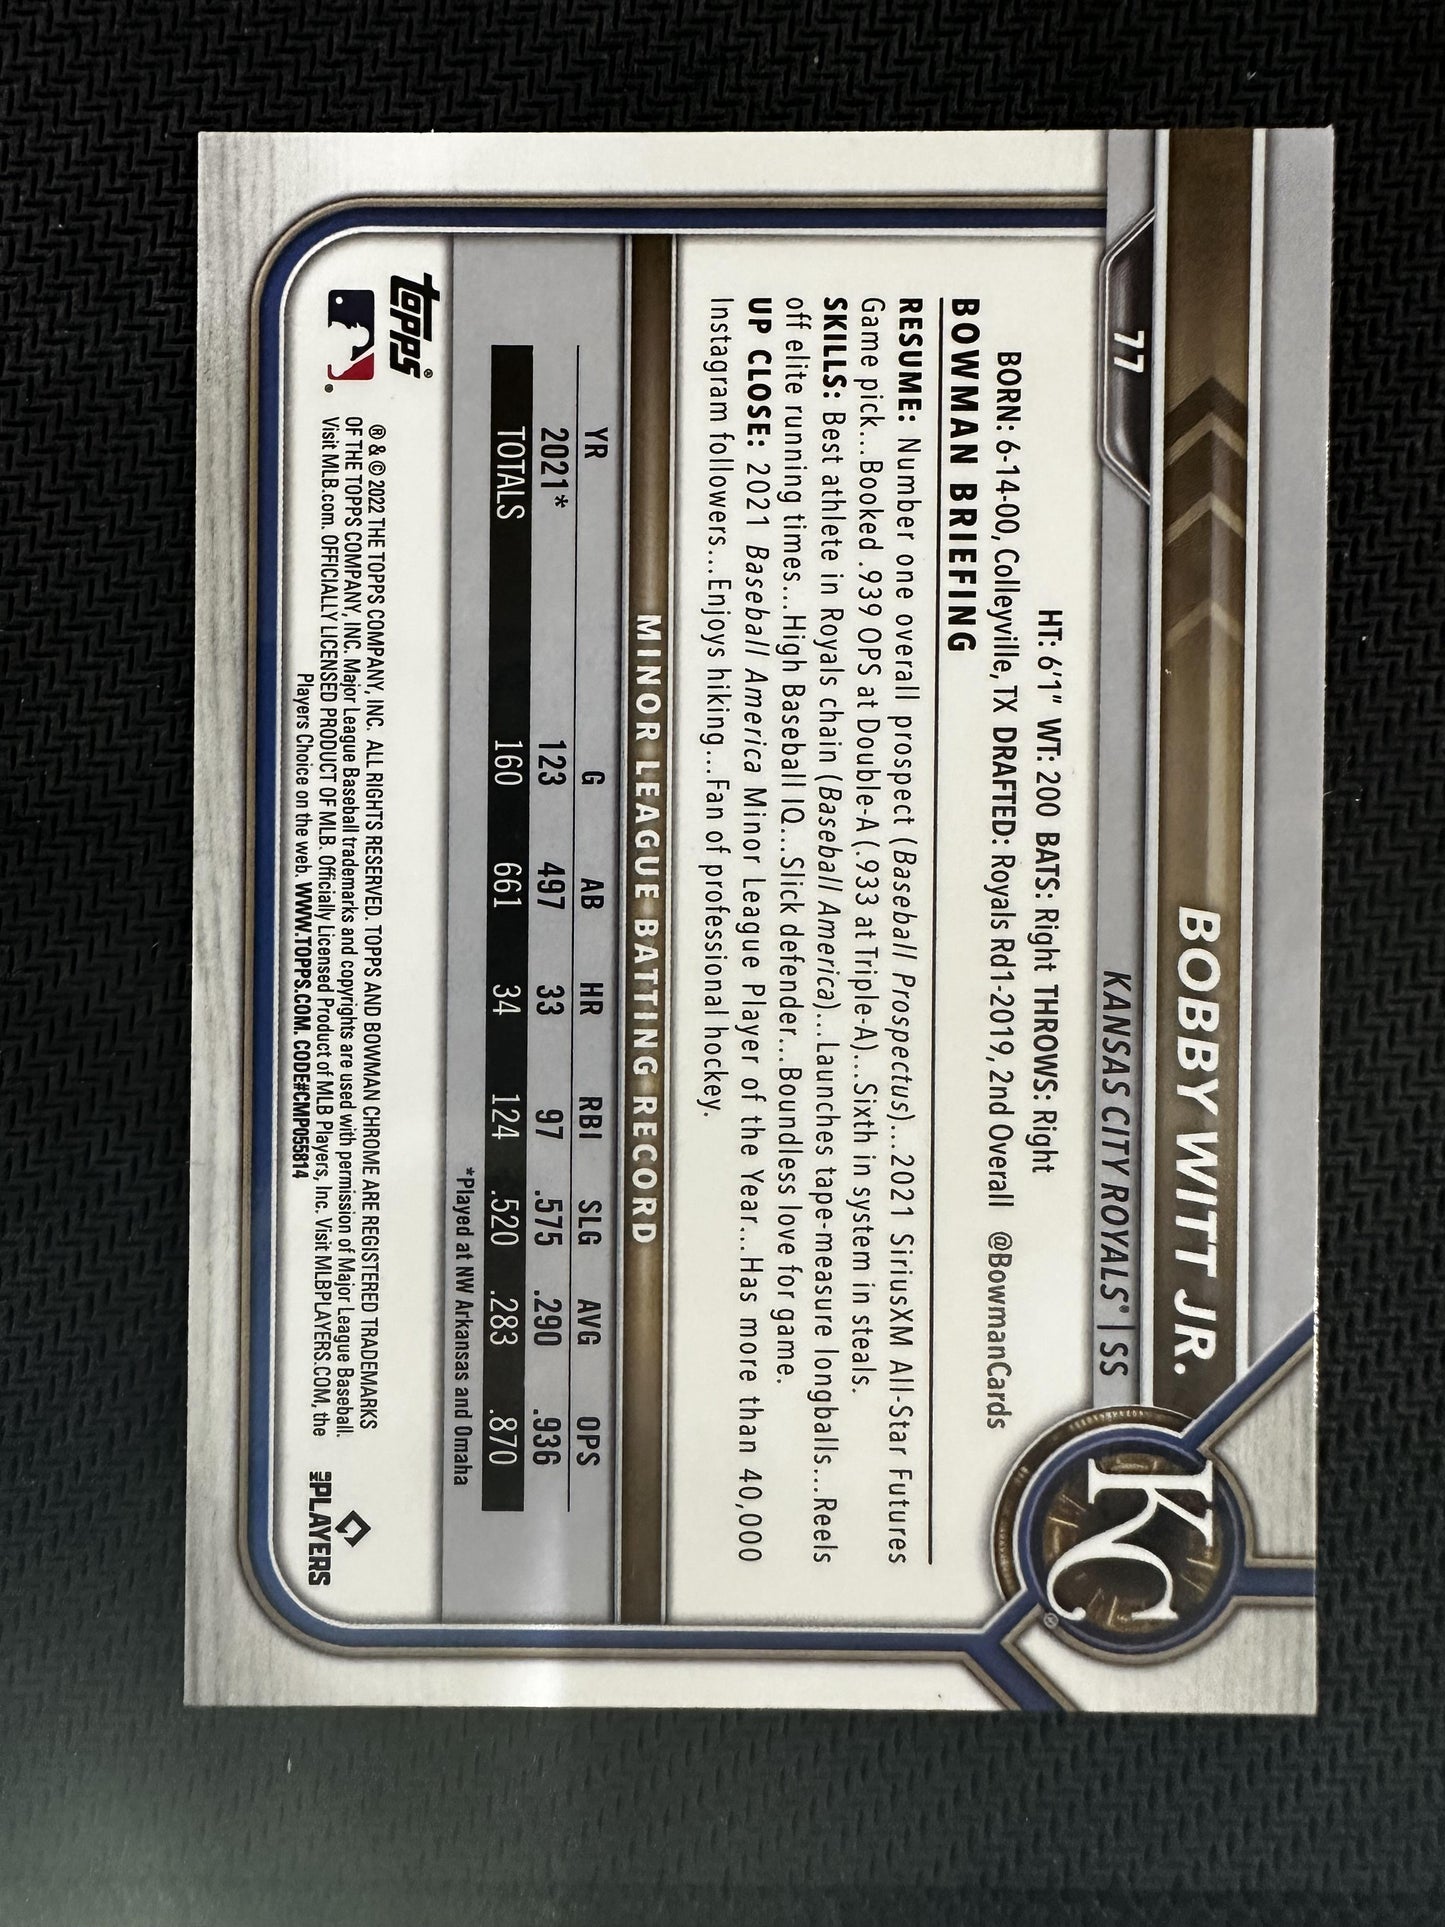 77
BOBBY WITT JR.
KANSAS CITY ROYALS® | SS
KC®
HT: 6'1" WT: 200 BATS: Right THROWS: Right
BORN: 6-14-00, Colleyville, TX DRAFTED: Royals Rd1-2019, 2nd Overall @BowmanCards
BOWMAN BRIEFING
RESUME: Number one overall prospect (Baseball Prospectus)...2021 SiriusXM All-Star Futures
Game pick...Booked .939 OPS at Double-A (.933 at Triple-A)...Sixth in system in steals.
SKILLS: Best athlete in Royals chain (Baseball America)...Launches tape-measure longballs...Reels
off elite running times...High Baseball IQ...Slick defender...Boundless love for game.
UP CLOSE: 2021 Baseball America Minor League Player of the Year...Has more than 40,000
Instagram followers...Enjoys hiking...Fan of professional hockey.
MINOR LEAGUE BATTING RECORD
YR G AB HR RBI SLG AVG OPS
2021* 123 497 33 97 .575 .290 .936
TOTALS 160 661 34 124 .520 .283 .870
*Played at NW Arkansas and Omaha
topps®
® & © 2022 THE TOPPS COMPANY, INC. ALL RIGHTS RESERVED. TOPPS AND BOWMAN CHROME ARE REGISTERED TRADEMARKS
OF THE TOPPS COMPANY, INC. Major League Baseball trademarks and copyrights are used with permission of Major League Baseball.
Visit MLB.com. OFFICIALLY LICENSED PRODUCT OF MLB. Officially Licensed Product of MLB Players, Inc. Visit MLBPLAYERS.COM, the
Players Choice on the web. WWW.TOPPS.COM. CODE#CMP055814
MLB PLAYERS